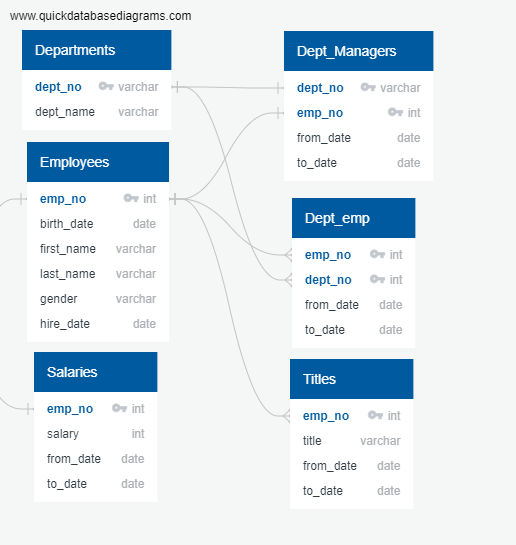 www.quickdatabasediagrams.com
Departments
dept_no varchar
dept_name varchar
Employees
emp_no int
birth_date date
first_name varchar
last_name varchar
gender varchar
hire_date date
Salaries
emp_no int
salary int
from_date date
to_date date
Dept_Managers
dept_no varchar
emp_no int
from_date date
to_date date
Dept_emp
emp_no int
dept_no int
from_date date
to_date date
Titles
emp_no int
title varchar
from_date date
to_date date